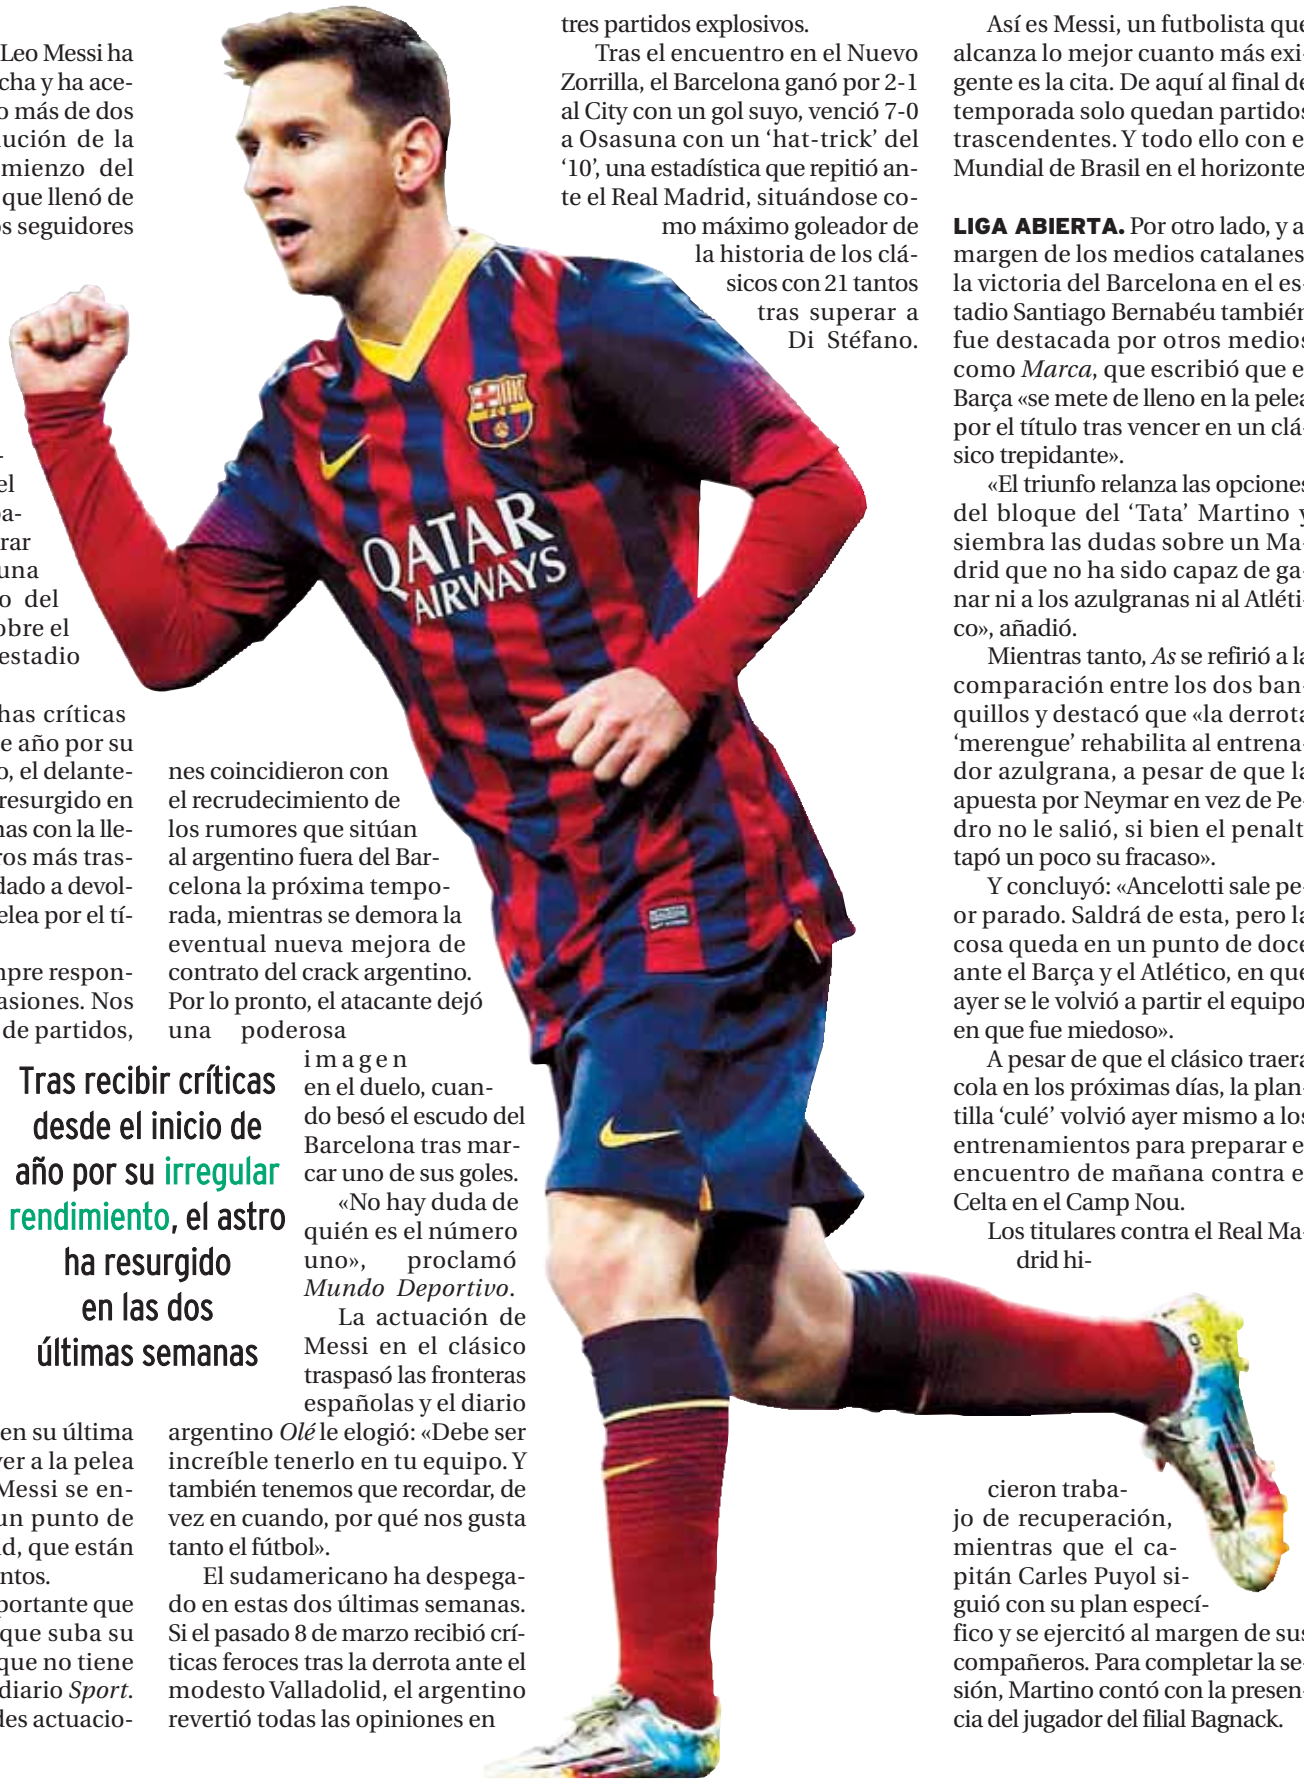 Leo Messi ha
cha y ha ace-
o más de dos
lución de la
mienzo del
que llenó de
os seguidores
el
pa-
rar
una
o del
obre el
estadio
has críticas
e año por su
o, el delante-
resurgido en
nas con la lle-
ros más tras-
dado a devol-
elea por el tí-
mpre respon-
asiones. Nos
de partidos,
Tras recibir críticas
desde el inicio de
año por su irregular
rendimiento, el astro
ha resurgido
en las dos
últimas semanas
en su última
ver a la pelea
Messi se en-
un punto de
id, que están
ntos.
portante que
que suba su
que no tiene
diario Sport.
des actuacio-
nes coincidieron con
el recrudecimiento de
los rumores que sitúan
al argentino fuera del Bar-
celona la próxima tempo-
rada, mientras se demora la
eventual nueva mejora de
contrato del crack argentino.
Por lo pronto, el atacante dejó
una poderosa
imagen
en el duelo, cuan-
do besó el escudo del
Barcelona tras mar-
car uno de sus goles.
«No hay duda de
quién es el número
uno», proclamó
Mundo Deportivo.
La actuación de
Messi en el clásico
traspasó las fronteras
españolas y el diario
argentino Olé le elogió: «Debe ser
increíble tenerlo en tu equipo. Y
también tenemos que recordar, de
vez en cuando, por qué nos gusta
tanto el fútbol».
El sudamericano ha despega-
do en estas dos últimas semanas.
Si el pasado 8 de marzo recibió crí-
ticas feroces tras la derrota ante el
modesto Valladolid, el argentino
revertió todas las opiniones en
tres partidos explosivos.
Tras el encuentro en el Nuevo
Zorrilla, el Barcelona ganó por 2-1
al City con un gol suyo, venció 7-0
a Osasuna con un ‘hat-trick’ del
‘10’, una estadística que repitió an-
te el Real Madrid, situándose co-
mo máximo goleador de
la historia de los clá-
sicos con 21 tantos
tras superar a
Di Stéfano.
QATAR
AIRWAYS
Así es Messi, un futbolista que
alcanza lo mejor cuanto más exi-
gente es la cita. De aquí al final de
temporada solo quedan partidos
trascendentes. Y todo ello con e
Mundial de Brasil en el horizonte
LIGA ABIERTA. Por otro lado, y a
margen de los medios catalanes
la victoria del Barcelona en el es-
tadio Santiago Bernabéu también
fue destacada por otros medios
como Marca, que escribió que e
Barça «se mete de lleno en la pelea
por el título tras vencer en un clá-
sico trepidante».
«El triunfo relanza las opciones
del bloque del ‘Tata’ Martino y
siembra las dudas sobre un Ma-
drid que no ha sido capaz de ga-
nar ni a los azulgranas ni al Atléti-
co», añadió.
Mientras tanto, As se refirió a la
comparación entre los dos ban-
quillos y destacó que «la derrota
‘merengue’ rehabilita al entrena-
dor azulgrana, a pesar de que la
apuesta por Neymar en vez de Pe-
dro no le salió, si bien el penalt
tapó un poco su fracaso».
Y concluyó: «Ancelotti sale pe-
or parado. Saldrá de esta, pero la
cosa queda en un punto de doce
ante el Barça y el Atlético, en que
ayer se le volvió a partir el equipo
en que fue miedoso».
A pesar de que el clásico traerá
cola en los próximas días, la plan-
tilla ‘culé’ volvió ayer mismo a los
entrenamientos para preparar e
encuentro de mañana contra e
Celta en el Camp Nou.
Los titulares contra el Real Ma-
drid hi-
cieron traba-
jo de recuperación,
mientras que el ca-
pitán Carles Puyol si-
guió con su plan especí-
fico y se ejercitó al margen de sus
compañeros. Para completar la se-
sión, Martino contó con la presen-
cia del jugador del filial Bagnack.